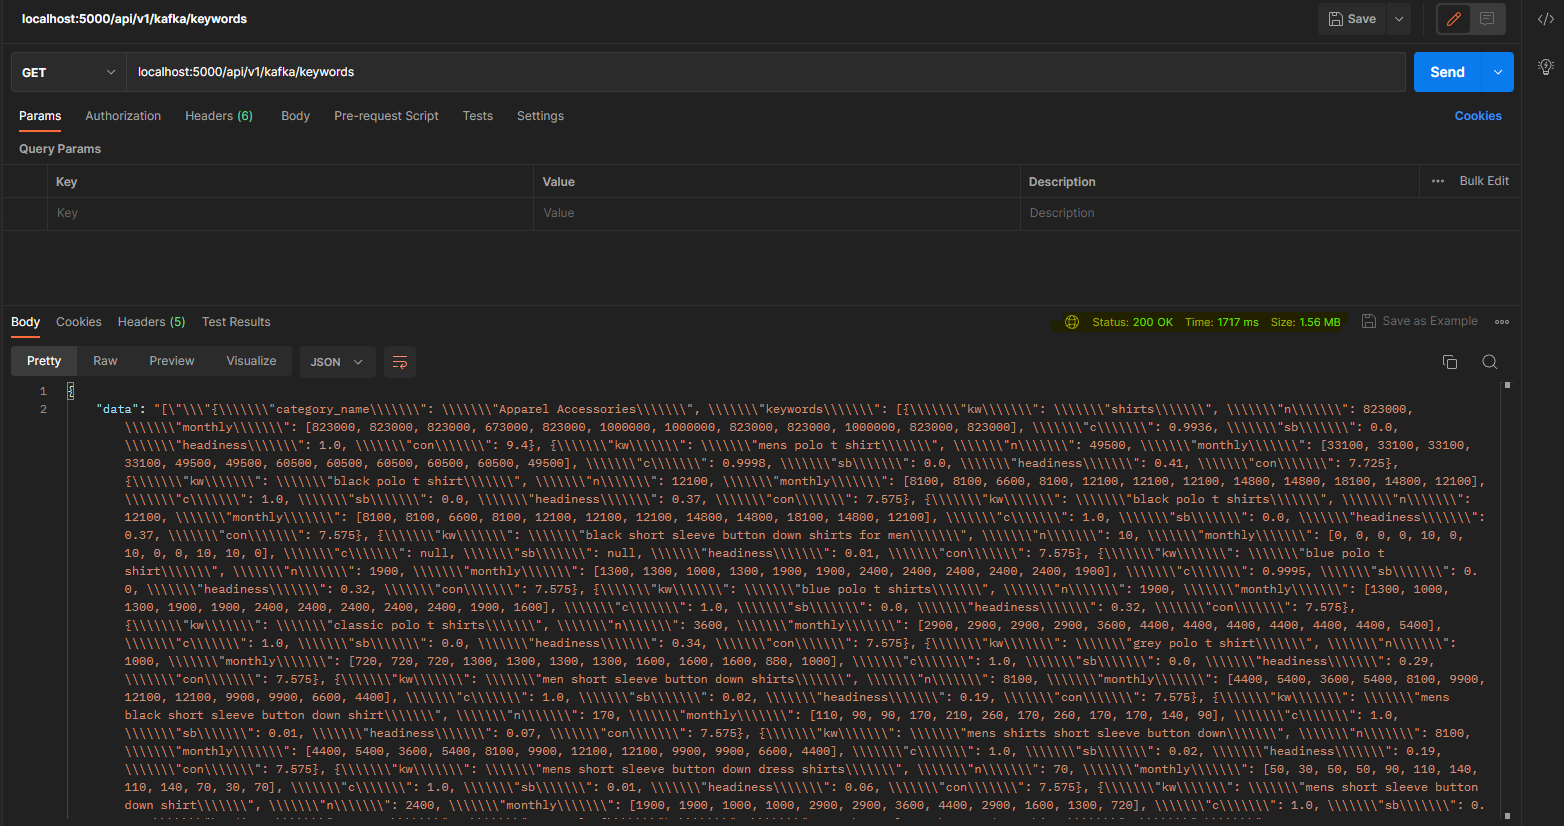 localhost:5000/api/v1/kafka/keywords
Save
GET
localhost:5000/api/v1/kafka/keywords
Send
Params Authorization Headers (6) Body Pre-request Script Tests Settings Cookies
Query Params
Key Value Description ••• Bulk Edit
Key Value Description
Body Cookies Headers (5) Test Results Status: 200 OK Time: 1717 ms Size: 1.56 MB Save as Example
Pretty Raw Preview Visualize JSON
1 {
2 "data": "[\"\\\"{\\\\\\\"category_name\\\\\\\": \\\\\\\"Apparel Accessories\\\\\\\", \\\\\\\"keywords\\\\\\\": [{\\\\\\\"kw\\\\\\\": \\\\\\\"shirts\\\\\\\", \\\\\\\"n\\\\\\\": 823000,
\\\\\\\"monthly\\\\\\\": [823000, 823000, 823000, 673000, 823000, 1000000, 1000000, 823000, 823000, 1000000, 823000, 823000], \\\\\\\"c\\\\\\\": 0.9936, \\\\\\\"sb\\\\\\\": 0.0,
\\\\\\\"headiness\\\\\\\": 1.0, \\\\\\\"con\\\\\\\": 9.4}, {\\\\\\\"kw\\\\\\\": \\\\\\\"mens polo t shirt\\\\\\\", \\\\\\\"n\\\\\\\": 49500, \\\\\\\"monthly\\\\\\\": [33100, 33100, 33100,
33100, 49500, 49500, 60500, 60500, 60500, 60500, 60500, 49500], \\\\\\\"c\\\\\\\": 0.9998, \\\\\\\"sb\\\\\\\": 0.0, \\\\\\\"headiness\\\\\\\": 0.41, \\\\\\\"con\\\\\\\": 7.725},
{\\\\\\\"kw\\\\\\\": \\\\\\\"black polo t shirt\\\\\\\", \\\\\\\"n\\\\\\\": 12100, \\\\\\\"monthly\\\\\\\": [8100, 8100, 6600, 8100, 12100, 12100, 12100, 14800, 14800, 18100, 14800, 12100],
\\\\\\\"c\\\\\\\": 1.0, \\\\\\\"sb\\\\\\\": 0.0, \\\\\\\"headiness\\\\\\\": 0.37, \\\\\\\"con\\\\\\\": 7.575}, {\\\\\\\"kw\\\\\\\": \\\\\\\"black polo t shirts\\\\\\\", \\\\\\\"n\\\\\\\":
12100, \\\\\\\"monthly\\\\\\\": [8100, 8100, 6600, 8100, 12100, 12100, 12100, 14800, 14800, 18100, 14800, 12100], \\\\\\\"c\\\\\\\": 1.0, \\\\\\\"sb\\\\\\\": 0.0, \\\\\\\"headiness\\\\\\\":
0.37, \\\\\\\"con\\\\\\\": 7.575}, {\\\\\\\"kw\\\\\\\": \\\\\\\"black short sleeve button down shirts for men\\\\\\\", \\\\\\\"n\\\\\\\": 10, \\\\\\\"monthly\\\\\\\": [0, 0, 0, 0, 10, 0,
10, 0, 0, 10, 10, 0], \\\\\\\"c\\\\\\\": null, \\\\\\\"sb\\\\\\\": null, \\\\\\\"headiness\\\\\\\": 0.01, \\\\\\\"con\\\\\\\": 7.575}, {\\\\\\\"kw\\\\\\\": \\\\\\\"blue polo t
shirt\\\\\\\", \\\\\\\"n\\\\\\\": 1900, \\\\\\\"monthly\\\\\\\": [1300, 1300, 1000, 1300, 1900, 1900, 2400, 2400, 2400, 2400, 2400, 1900], \\\\\\\"c\\\\\\\": 0.9995, \\\\\\\"sb\\\\\\\": 0.
0, \\\\\\\"headiness\\\\\\\": 0.32, \\\\\\\"con\\\\\\\": 7.575}, {\\\\\\\"kw\\\\\\\": \\\\\\\"blue polo t shirts\\\\\\\", \\\\\\\"n\\\\\\\": 1900, \\\\\\\"monthly\\\\\\\": [1300, 1000,
1300, 1900, 1900, 2400, 2400, 2400, 2400, 2400, 1900, 1600], \\\\\\\"c\\\\\\\": 1.0, \\\\\\\"sb\\\\\\\": 0.0, \\\\\\\"headiness\\\\\\\": 0.32, \\\\\\\"con\\\\\\\": 7.575},
{\\\\\\\"kw\\\\\\\": \\\\\\\"classic polo t shirts\\\\\\\", \\\\\\\"n\\\\\\\": 3600, \\\\\\\"monthly\\\\\\\": [2900, 2900, 2900, 2900, 3600, 4400, 4400, 4400, 4400, 4400, 4400, 5400],
\\\\\\\"c\\\\\\\": 1.0, \\\\\\\"sb\\\\\\\": 0.0, \\\\\\\"headiness\\\\\\\": 0.34, \\\\\\\"con\\\\\\\": 7.575}, {\\\\\\\"kw\\\\\\\": \\\\\\\"grey polo t shirt\\\\\\\", \\\\\\\"n\\\\\\\":
1000, \\\\\\\"monthly\\\\\\\": [720, 720, 720, 1300, 1300, 1300, 1300, 1600, 1600, 1600, 880, 1000], \\\\\\\"c\\\\\\\": 1.0, \\\\\\\"sb\\\\\\\": 0.0, \\\\\\\"headiness\\\\\\\": 0.29,
\\\\\\\"con\\\\\\\": 7.575}, {\\\\\\\"kw\\\\\\\": \\\\\\\"men short sleeve button down shirts\\\\\\\", \\\\\\\"n\\\\\\\": 8100, \\\\\\\"monthly\\\\\\\": [4400, 5400, 3600, 5400, 8100, 9900,
12100, 12100, 9900, 9900, 6600, 4400], \\\\\\\"c\\\\\\\": 1.0, \\\\\\\"sb\\\\\\\": 0.02, \\\\\\\"headiness\\\\\\\": 0.19, \\\\\\\"con\\\\\\\": 7.575}, {\\\\\\\"kw\\\\\\\": \\\\\\\"mens
black short sleeve button down shirt\\\\\\\", \\\\\\\"n\\\\\\\": 170, \\\\\\\"monthly\\\\\\\": [110, 90, 90, 170, 210, 260, 170, 260, 170, 170, 140, 90], \\\\\\\"c\\\\\\\": 1.0,
\\\\\\\"sb\\\\\\\": 0.01, \\\\\\\"headiness\\\\\\\": 0.07, \\\\\\\"con\\\\\\\": 7.575}, {\\\\\\\"kw\\\\\\\": \\\\\\\"mens shirts short sleeve button down\\\\\\\", \\\\\\\"n\\\\\\\": 8100,
\\\\\\\"monthly\\\\\\\": [4400, 5400, 3600, 5400, 8100, 9900, 12100, 12100, 9900, 9900, 6600, 4400], \\\\\\\"c\\\\\\\": 1.0, \\\\\\\"sb\\\\\\\": 0.02, \\\\\\\"headiness\\\\\\\": 0.19,
\\\\\\\"con\\\\\\\": 7.575}, {\\\\\\\"kw\\\\\\\": \\\\\\\"mens short sleeve button down dress shirts\\\\\\\", \\\\\\\"n\\\\\\\": 70, \\\\\\\"monthly\\\\\\\": [50, 30, 50, 50, 90, 110, 140,
110, 140, 70, 30, 70], \\\\\\\"c\\\\\\\": 1.0, \\\\\\\"sb\\\\\\\": 0.01, \\\\\\\"headiness\\\\\\\": 0.06, \\\\\\\"con\\\\\\\": 7.575}, {\\\\\\\"kw\\\\\\\": \\\\\\\"mens short sleeve button
down shirt\\\\\\\", \\\\\\\"n\\\\\\\": 2400, \\\\\\\"monthly\\\\\\\": [1900, 1900, 1000, 1000, 2900, 2900, 3600, 4400, 2900, 1600, 1300, 720], \\\\\\\"c\\\\\\\": 1.0, \\\\\\\"sb\\\\\\\": 0.